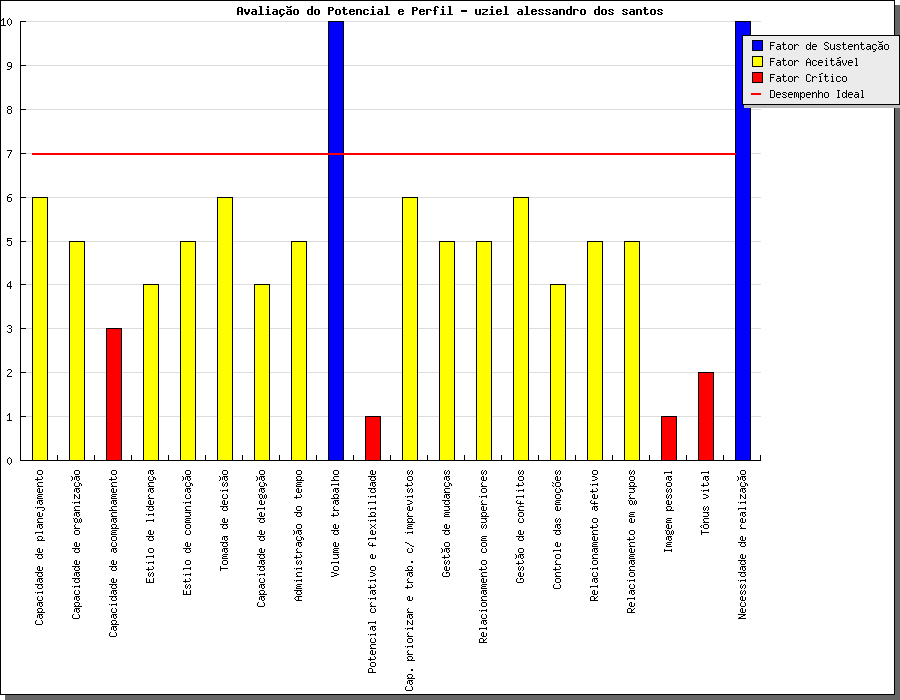 Avaliação do Potencial e Perfil - uziel alessandro dos santos
10
9
8
7
6
5
4
3
2
1
0
Fator de Sustentação
Fator Aceitável
Fator Crítico
Desempenho Ideal
Capacidade de planejamento
Capacidade de organização
Capacidade de acompanhamento
Estilo de liderança
Estilo de comunicação
Tomada de decisão
Capacidade de delegação
Administração do tempo
Volume de trabalho
Potencial criativo e flexibilidade
Cap. priorizar e trab. c/ imprevistos
Gestão de mudanças
Relacionamento com superiores
Gestão de conflitos
Controle das emoções
Relacionamento afetivo
Relacionamento em grupos
Imagem pessoal
Tônus vital
Necessidade de realização